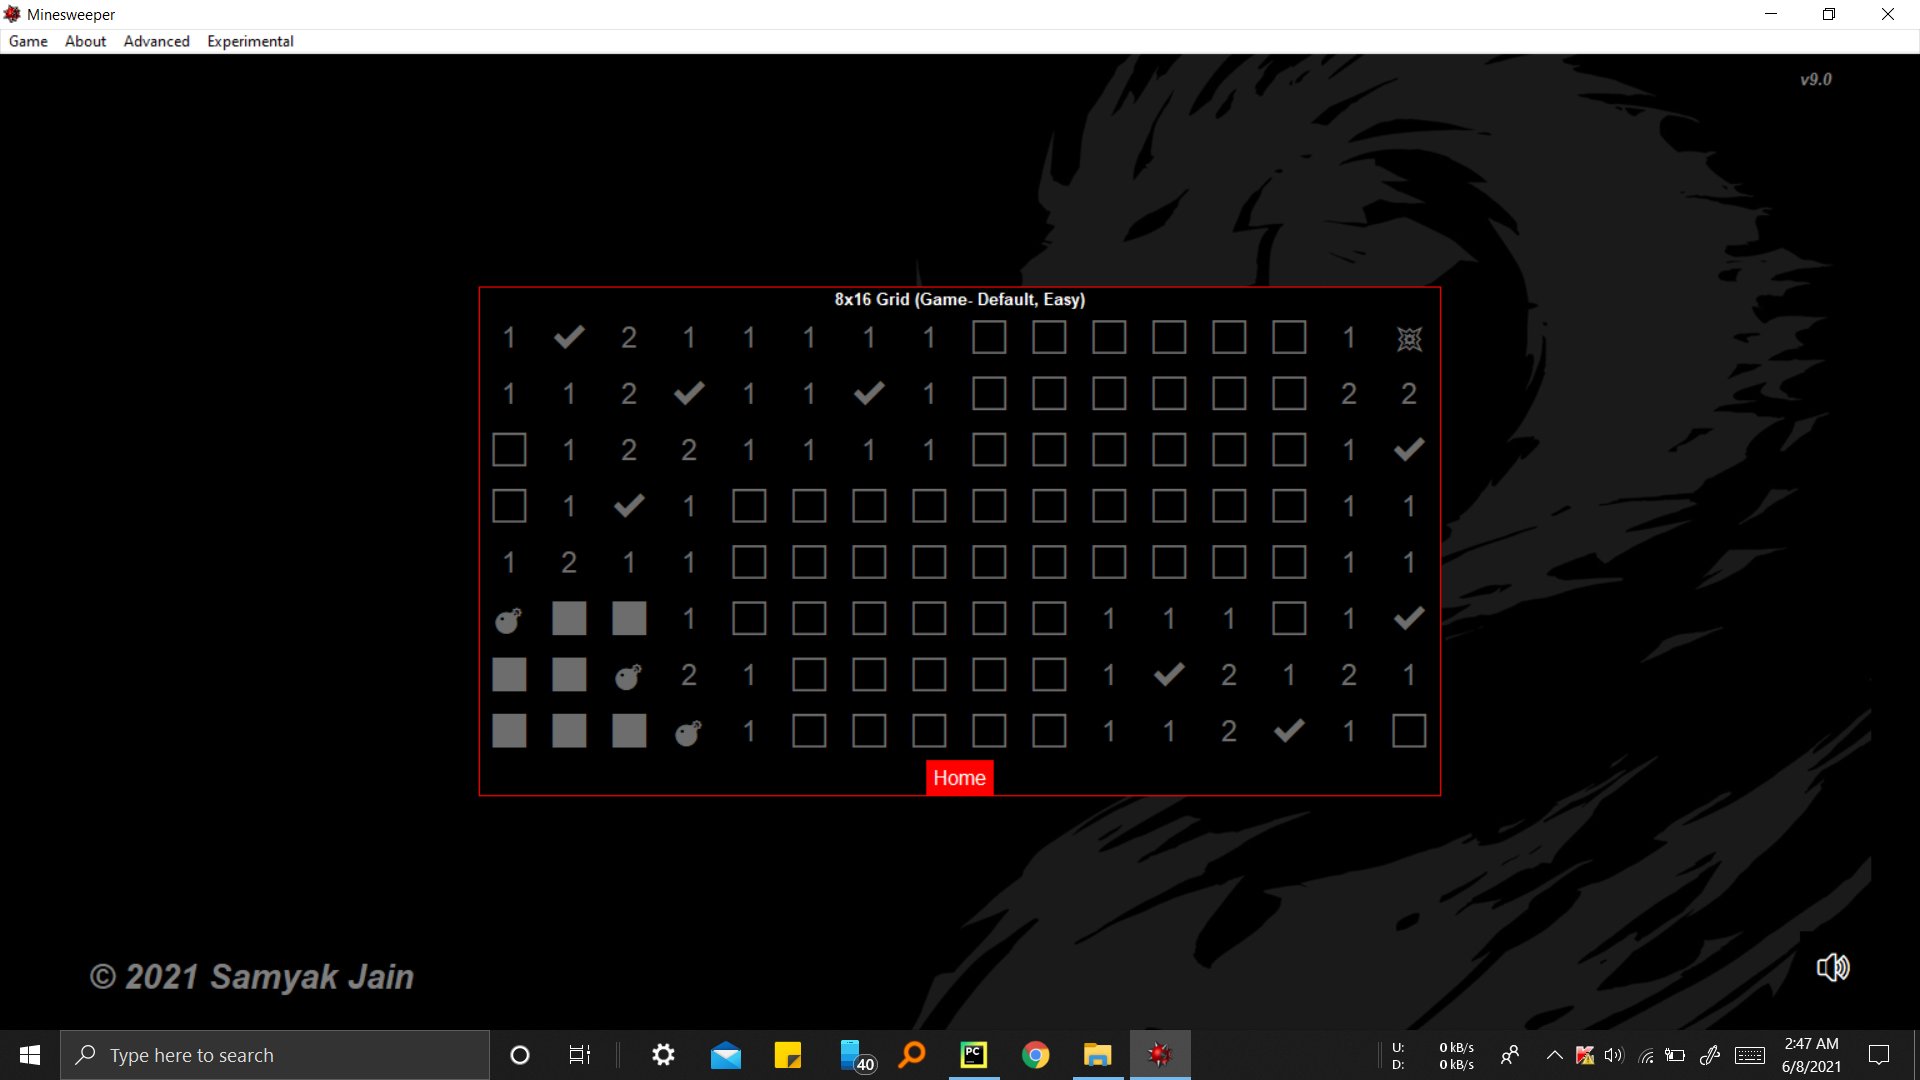 Minesweeper
Game About Advanced Experimental
v9.0
8x16 Grid (Game- Default, Easy)
1 2 1 1 1 1 1 1
1 1 2 1 1 1 2 2
1 2 2 1 1 1 1 1
1 1 1 1
1 2 1 1 1 1
1 1 1 1 1
2 1 1 2 1 2 1
1 1 1 2 1
Home
© 2021 Samyak Jain
Type here to search
40
PC
U: 0 kB/s
D: 0 kB/s
2:47 AM
6/8/2021